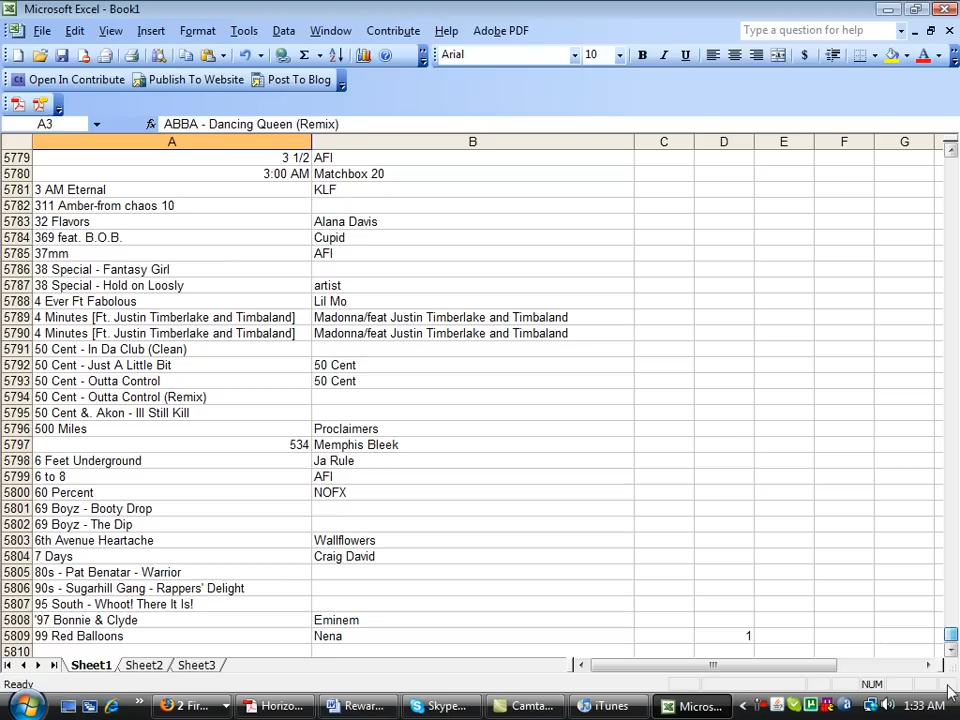 Microsoft Excel - Book1
File Edit View Insert Format Tools Data Window Contribute Help Adobe PDF Type a question for help
Arial 10 B I U $ A
Ct Open In Contribute Publish To Website Post To Blog
A3 fx ABBA - Dancing Queen (Remix)
A B C D E F G
5779 3 1/2 AFI
5780 3:00 AM Matchbox 20
5781 3 AM Eternal KLF
5782 311 Amber-from chaos 10
5783 32 Flavors Alana Davis
5784 369 feat. B.O.B. Cupid
5785 37mm AFI
5786 38 Special - Fantasy Girl
5787 38 Special - Hold on Loosly artist
5788 4 Ever Ft Fabolous Lil Mo
5789 4 Minutes [Ft. Justin Timberlake and Timbaland] Madonna/feat Justin Timberlake and Timbaland
5790 4 Minutes [Ft. Justin Timberlake and Timbaland] Madonna/feat Justin Timberlake and Timbaland
5791 50 Cent - In Da Club (Clean)
5792 50 Cent - Just A Little Bit 50 Cent
5793 50 Cent - Outta Control 50 Cent
5794 50 Cent - Outta Control (Remix)
5795 50 Cent &. Akon - Ill Still Kill
5796 500 Miles Proclaimers
5797 534 Memphis Bleek
5798 6 Feet Underground Ja Rule
5799 6 to 8 AFI
5800 60 Percent NOFX
5801 69 Boyz - Booty Drop
5802 69 Boyz - The Dip
5803 6th Avenue Heartache Wallflowers
5804 7 Days Craig David
5805 80s - Pat Benatar - Warrior
5806 90s - Sugarhill Gang - Rappers' Delight
5807 95 South - Whoot! There It Is!
5808 '97 Bonnie & Clyde Eminem
5809 99 Red Balloons Nena 1
5810
Sheet1 Sheet2 Sheet3
Ready NUM
2 Fir... Horizo... Rewar... Skype... Camta... iTunes Micros... 1:33 AM